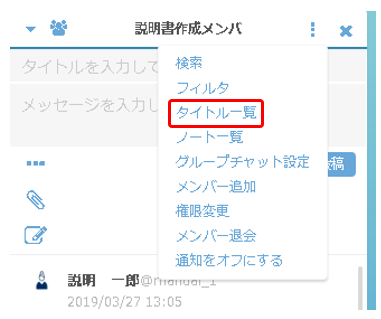 説明書作成メンバ
タイトルを入力して
メッセージを入力し
検索
フィルタ
タイトル一覧
ノート一覧
グループチャット設定
稿
メンバー追加
権限変更
メンバー退会
通知をオフにする
説明 一郎@manual_1
2019/03/27 13:05